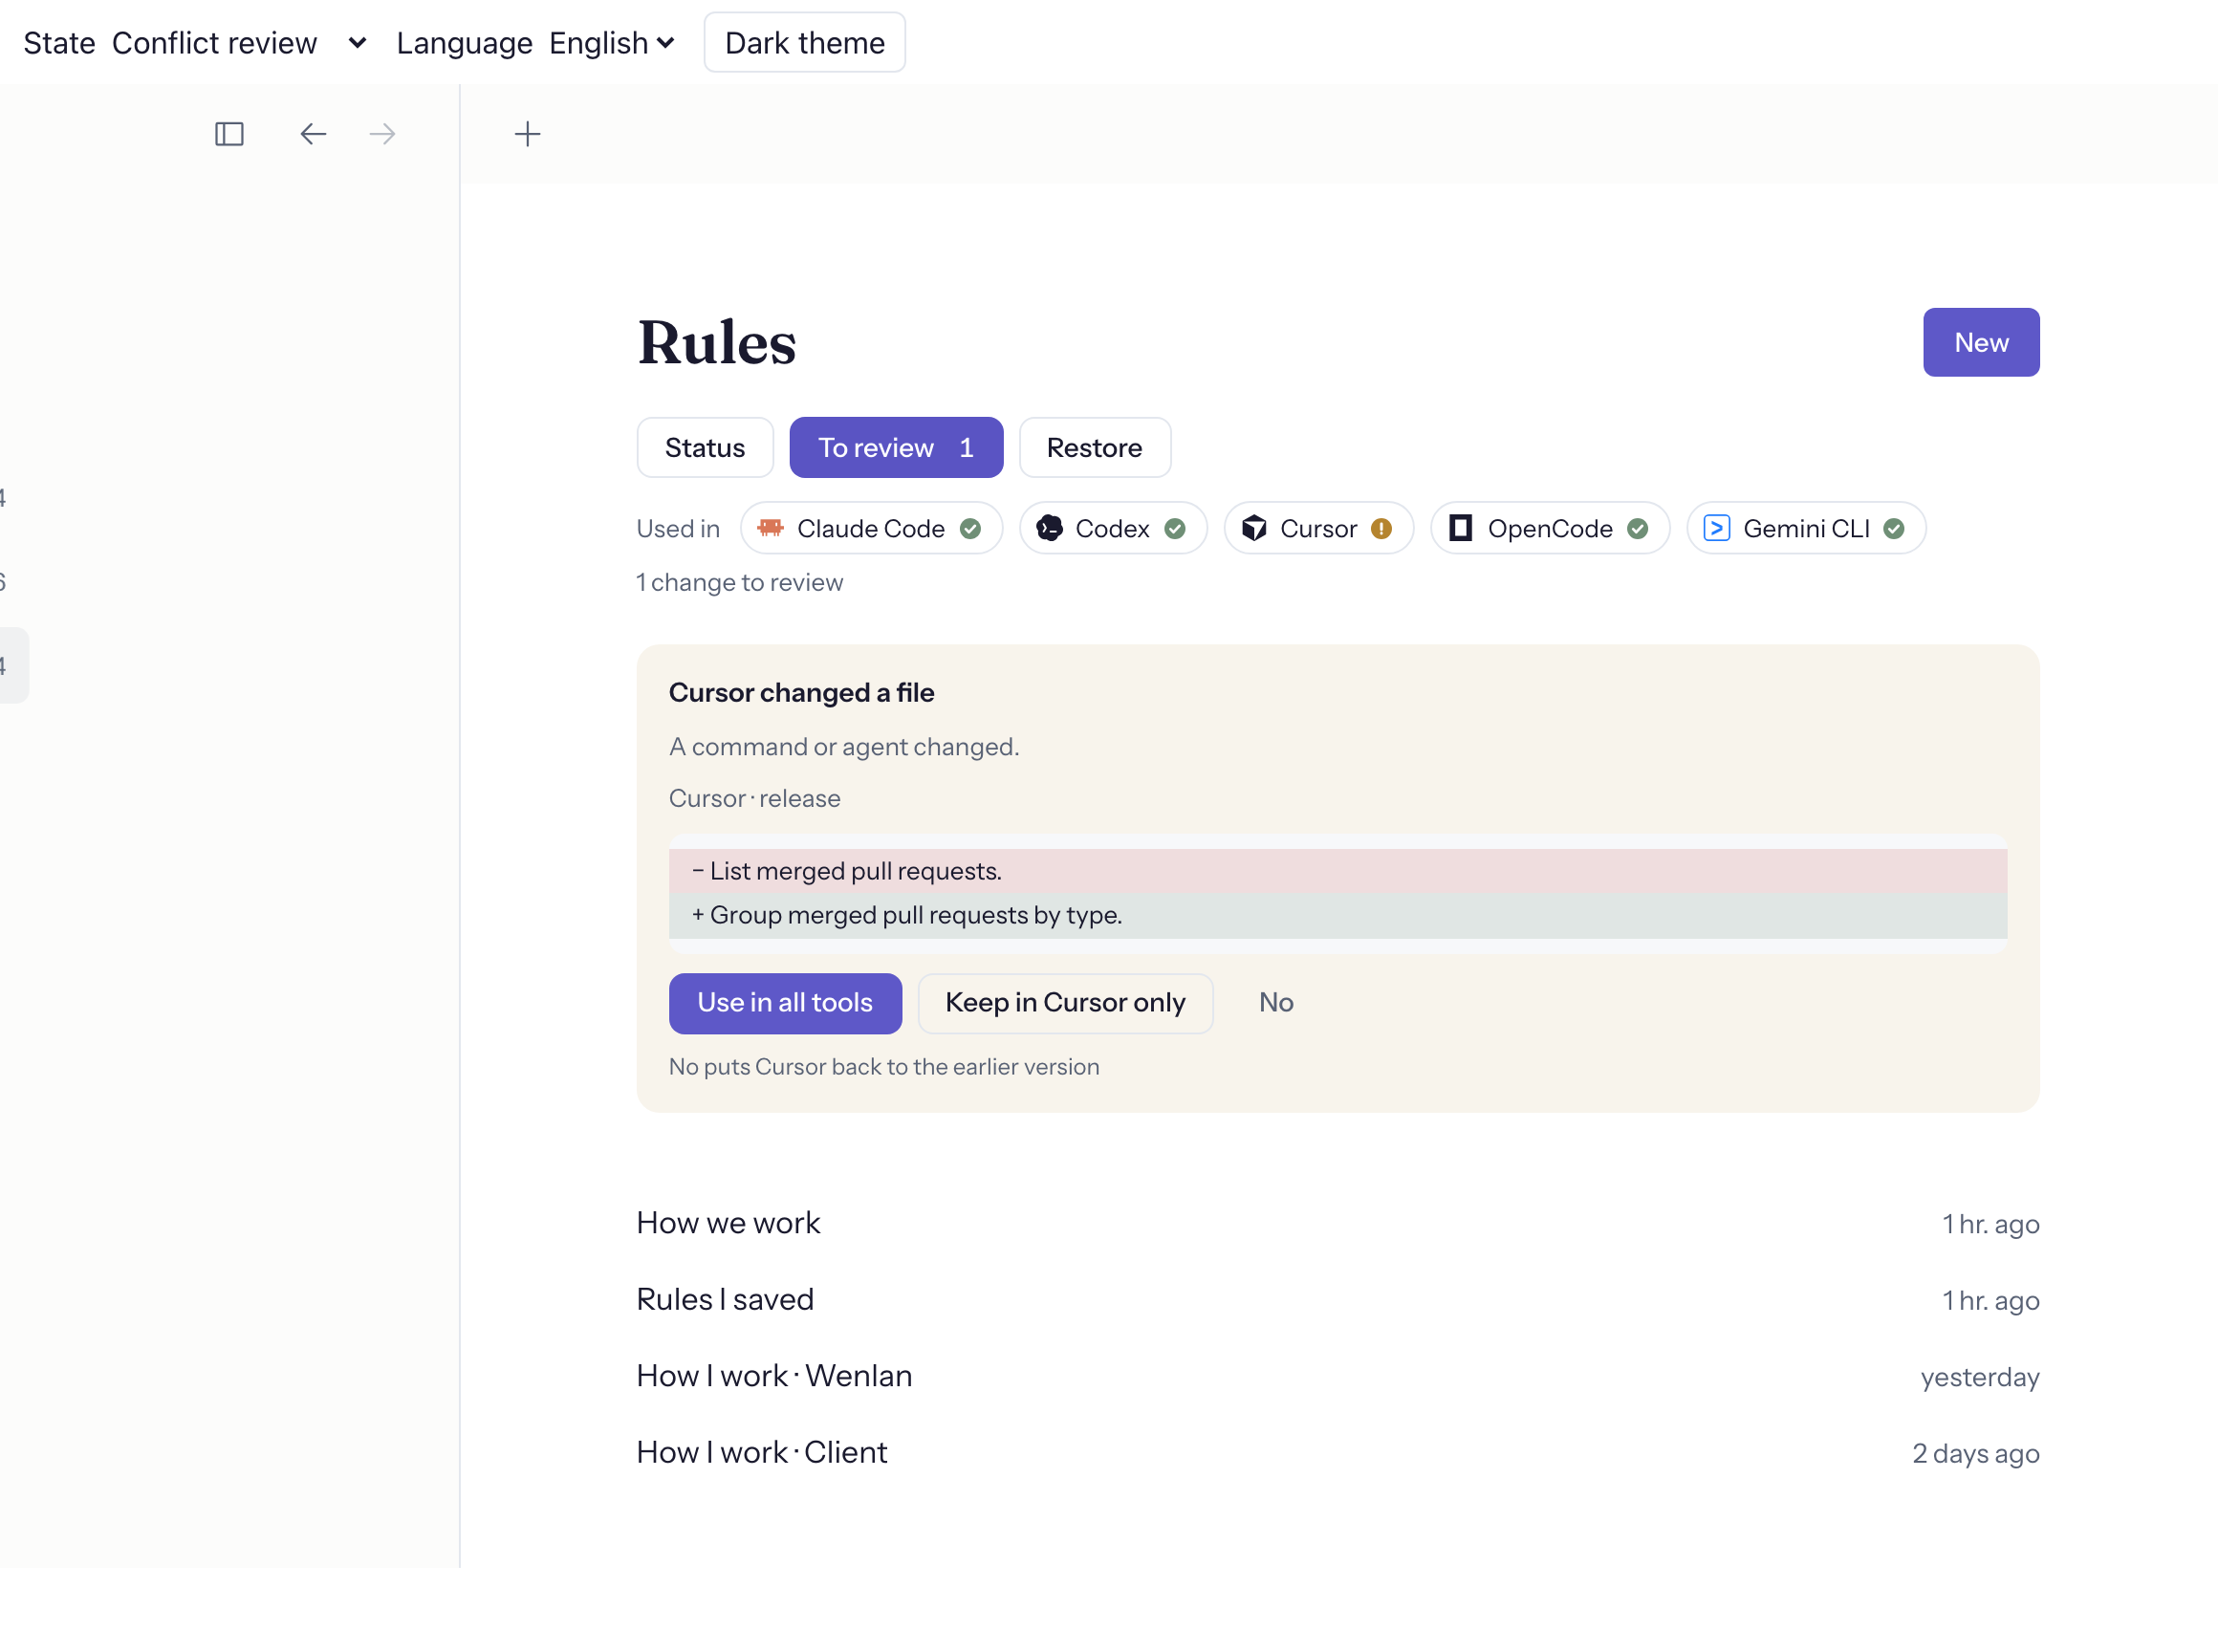 State Conflict review Language English Dark theme
Rules
New
Status To review 1 Restore
Used in Claude Code Codex Cursor OpenCode Gemini CLI
4
1 change to review
6
4
Cursor changed a file
A command or agent changed.
Cursor · release
− List merged pull requests.
+ Group merged pull requests by type.
Use in all tools Keep in Cursor only No
No puts Cursor back to the earlier version
How we work 1 hr. ago
Rules I saved 1 hr. ago
How I work · Wenlan yesterday
How I work · Client 2 days ago